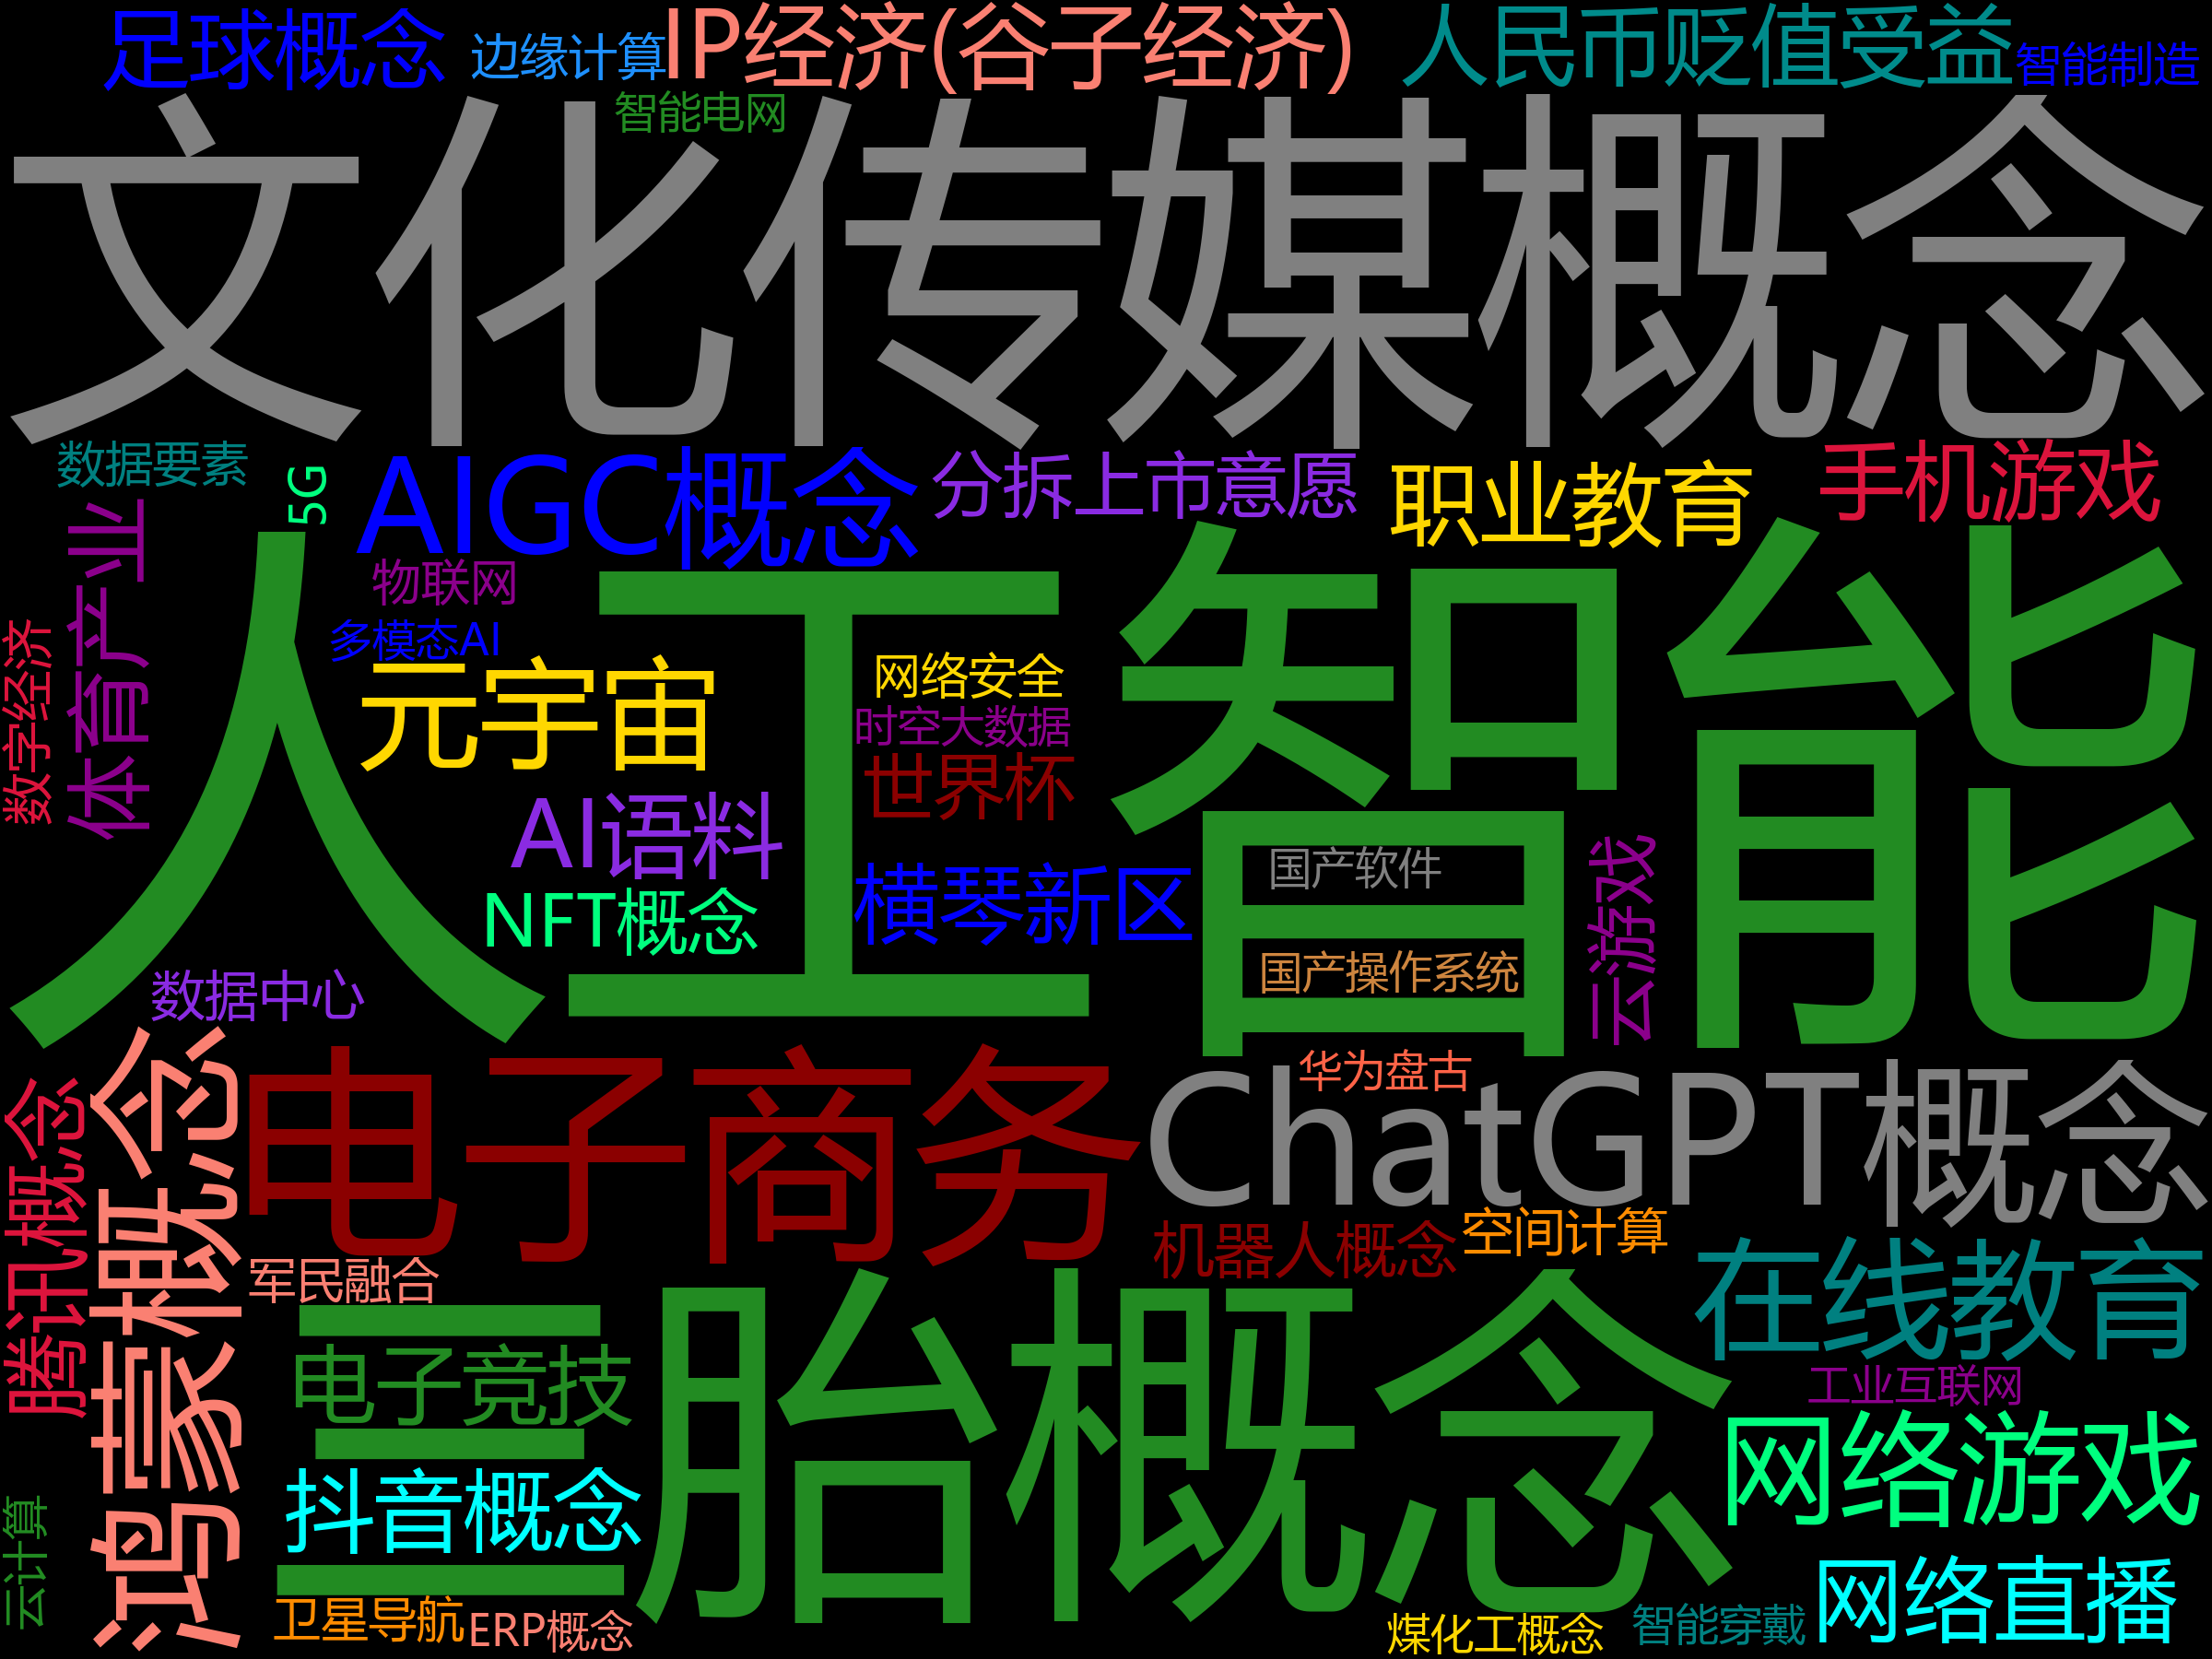 足球概念
边缘计算
IP经济(谷子经济)
人民币贬值受益
智能制造
智能电网
文化传媒概念
数据要素
5G
AIGC概念
分拆上市意愿
职业教育
手机游戏
体育产业
物联网
多模态AI
数字经济
人工智能
元宇宙
网络安全
时空大数据
世界杯
AI语料
横琴新区
国产软件
云游戏
NFT概念
国产操作系统
数据中心
鸿蒙概念
腾讯概念
电子商务
华为盘古
ChatGPT概念
机器人概念
空间计算
军民融合
在线教育
三胎概念
电子竞技
工业互联网
网络游戏
抖音概念
云计算
网络直播
卫星导航
ERP概念
煤化工概念
智能穿戴